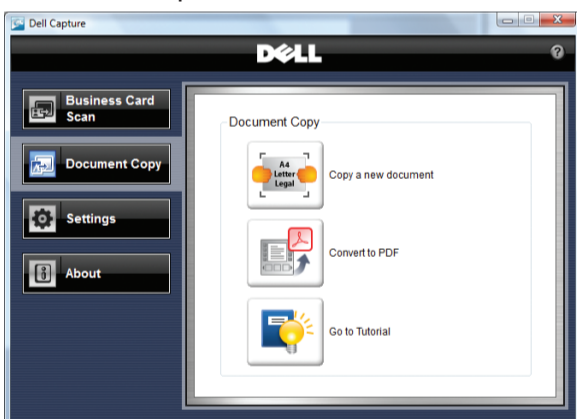 Dell Capture
DELL
?
Business Card
Scan
Document Copy
Settings
About
Document Copy
A4
Letter
Legal
Copy a new document
Convert to PDF
Go to Tutorial